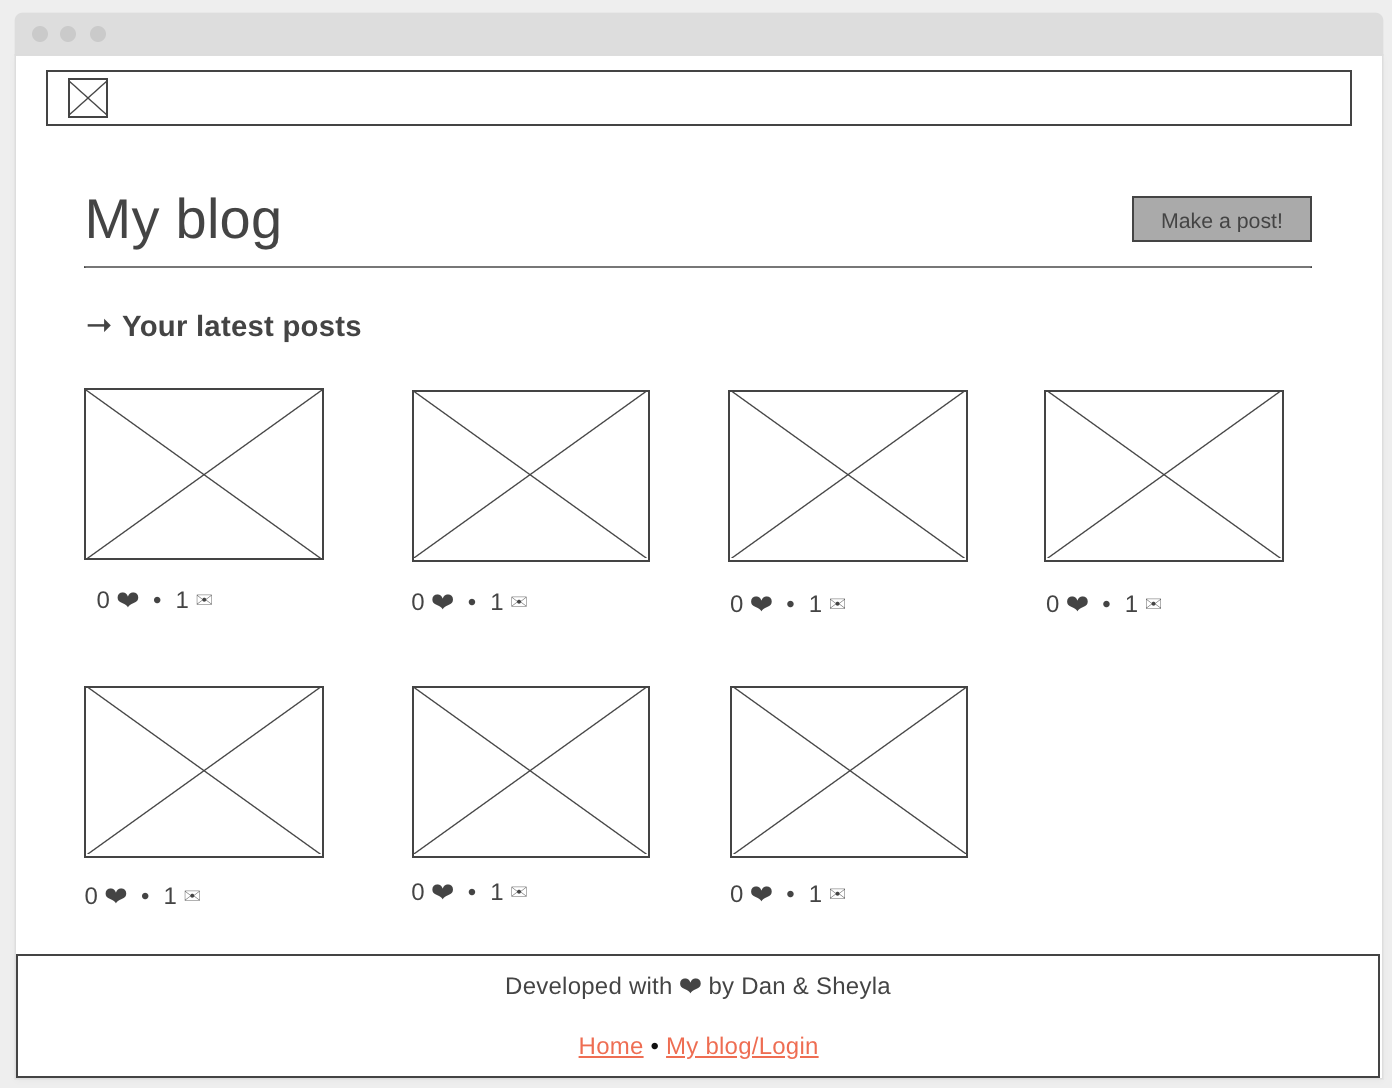 My blog
Make a post!
→ Your latest posts
0 ❤ • 1 ✉
0 ❤ • 1 ✉
0 ❤ • 1 ✉
0 ❤ • 1 ✉
0 ❤ • 1 ✉
0 ❤ • 1 ✉
0 ❤ • 1 ✉
Developed with ❤ by Dan & Sheyla
Home • My blog/Login